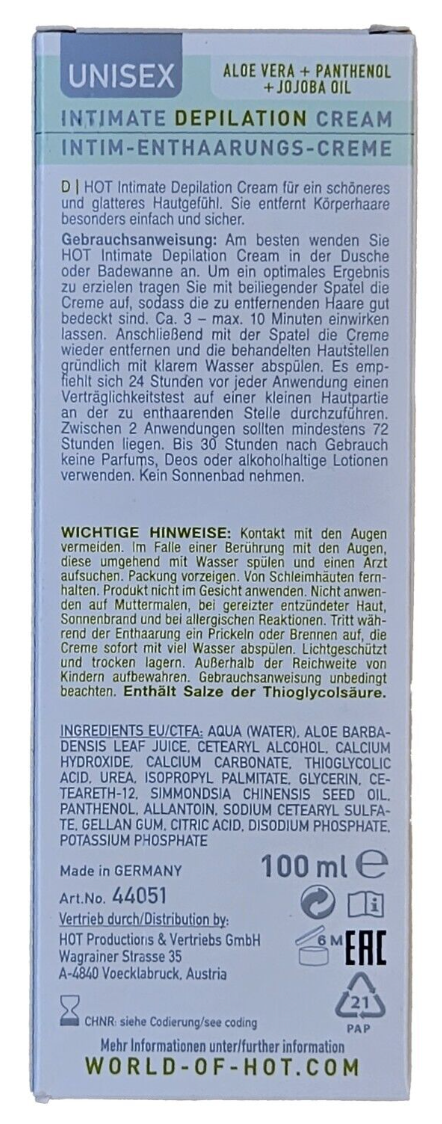 UNISEX
ALOE VERA + PANTHENOL
+ JOJOBA OIL
INTIMATE DEPILATION CREAM
INTIM-ENTHAARUNGS-CREME
D | HOT Intimate Depilation Cream für ein schöneres
und glatteres Hautgefühl. Sie entfernt Körperhaare
besonders einfach und sicher.
Gebrauchsanweisung: Am besten wenden Sie
HOT Intimate Depilation Cream in der Dusche
oder Badewanne an. Um ein optimales Ergebnis
zu erzielen tragen Sie mit beiliegender Spatel die
Creme auf, sodass die zu entfernenden Haare gut
bedeckt sind. Ca. 3 – max. 10 Minuten einwirken
lassen. Anschließend mit der Spatel die Creme
wieder entfernen und die behandelten Hautstellen
gründlich mit klarem Wasser abspülen. Es emp-
fiehlt sich 24 Stunden vor jeder Anwendung einen
Verträglichkeitstest auf einer kleinen Hautpartie
an der zu enthaarenden Stelle durchzuführen.
Zwischen 2 Anwendungen sollten mindestens 72
Stunden liegen. Bis 30 Stunden nach Gebrauch
keine Parfums, Deos oder alkoholhaltige Lotionen
verwenden. Kein Sonnenbad nehmen.
WICHTIGE HINWEISE: Kontakt mit den Augen
vermeiden. Im Falle einer Berührung mit den Augen,
diese umgehend mit Wasser spülen und einen Arzt
aufsuchen. Packung vorzeigen. Von Schleimhäuten fern-
halten. Produkt nicht im Gesicht anwenden. Nicht anwen-
den auf Muttermalen, bei gereizter entzündeter Haut,
Sonnenbrand und bei allergischen Reaktionen. Tritt wäh-
rend der Enthaarung ein Prickeln oder Brennen auf, die
Creme sofort mit viel Wasser abspülen. Lichtgeschützt
und trocken lagern. Außerhalb der Reichweite von
Kindern aufbewahren. Gebrauchsanweisung unbedingt
beachten. Enthält Salze der Thioglycolsäure.
INGREDIENTS EU/CTFA: AQUA (WATER), ALOE BARBA-
DENSIS LEAF JUICE, CETEARYL ALCOHOL, CALCIUM
HYDROXIDE, CALCIUM CARBONATE, THIOGLYCOLIC
ACID, UREA, ISOPROPYL PALMITATE, GLYCERIN, CE-
TEARETH-12, SIMMONDSIA CHINENSIS SEED OIL,
PANTHENOL, ALLANTOIN, SODIUM CETEARYL SULFA-
TE, GELLAN GUM, CITRIC ACID, DISODIUM PHOSPHATE,
POTASSIUM PHOSPHATE
Made in GERMANY
100 ml ℮
Art.No. 44051
Vertrieb durch/Distribution by:
HOT Productions & Vertriebs GmbH
Wagrainer Strasse 35
A-4840 Voecklabruck, Austria
6 M
EAC
21
PAP
CHNR: siehe Codierung/see coding
Mehr Informationen unter/further information
WORLD-OF-HOT.COM